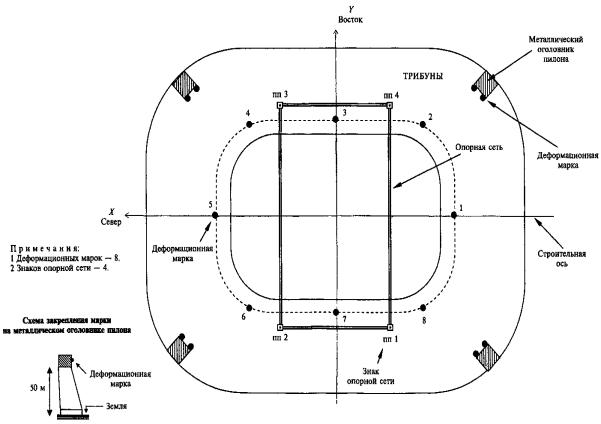 Y
Восток
Металлический
оголовник
пилона
ТРИБУНЫ
пп 3
пп 4
4
3
2
Опорная сеть
Деформационная
марка
X
Север
5
1
Деформационная
марка
Строительная
ось
Примечания:
1 Деформационных марок — 8.
2 Знаков опорной сети — 4.
6
7
8
Схема закрепления марки
на металлическом оголовнике пилона
пп 2
пп 1
Знак
опорной сети
Деформационная
марка
50 м
Земля